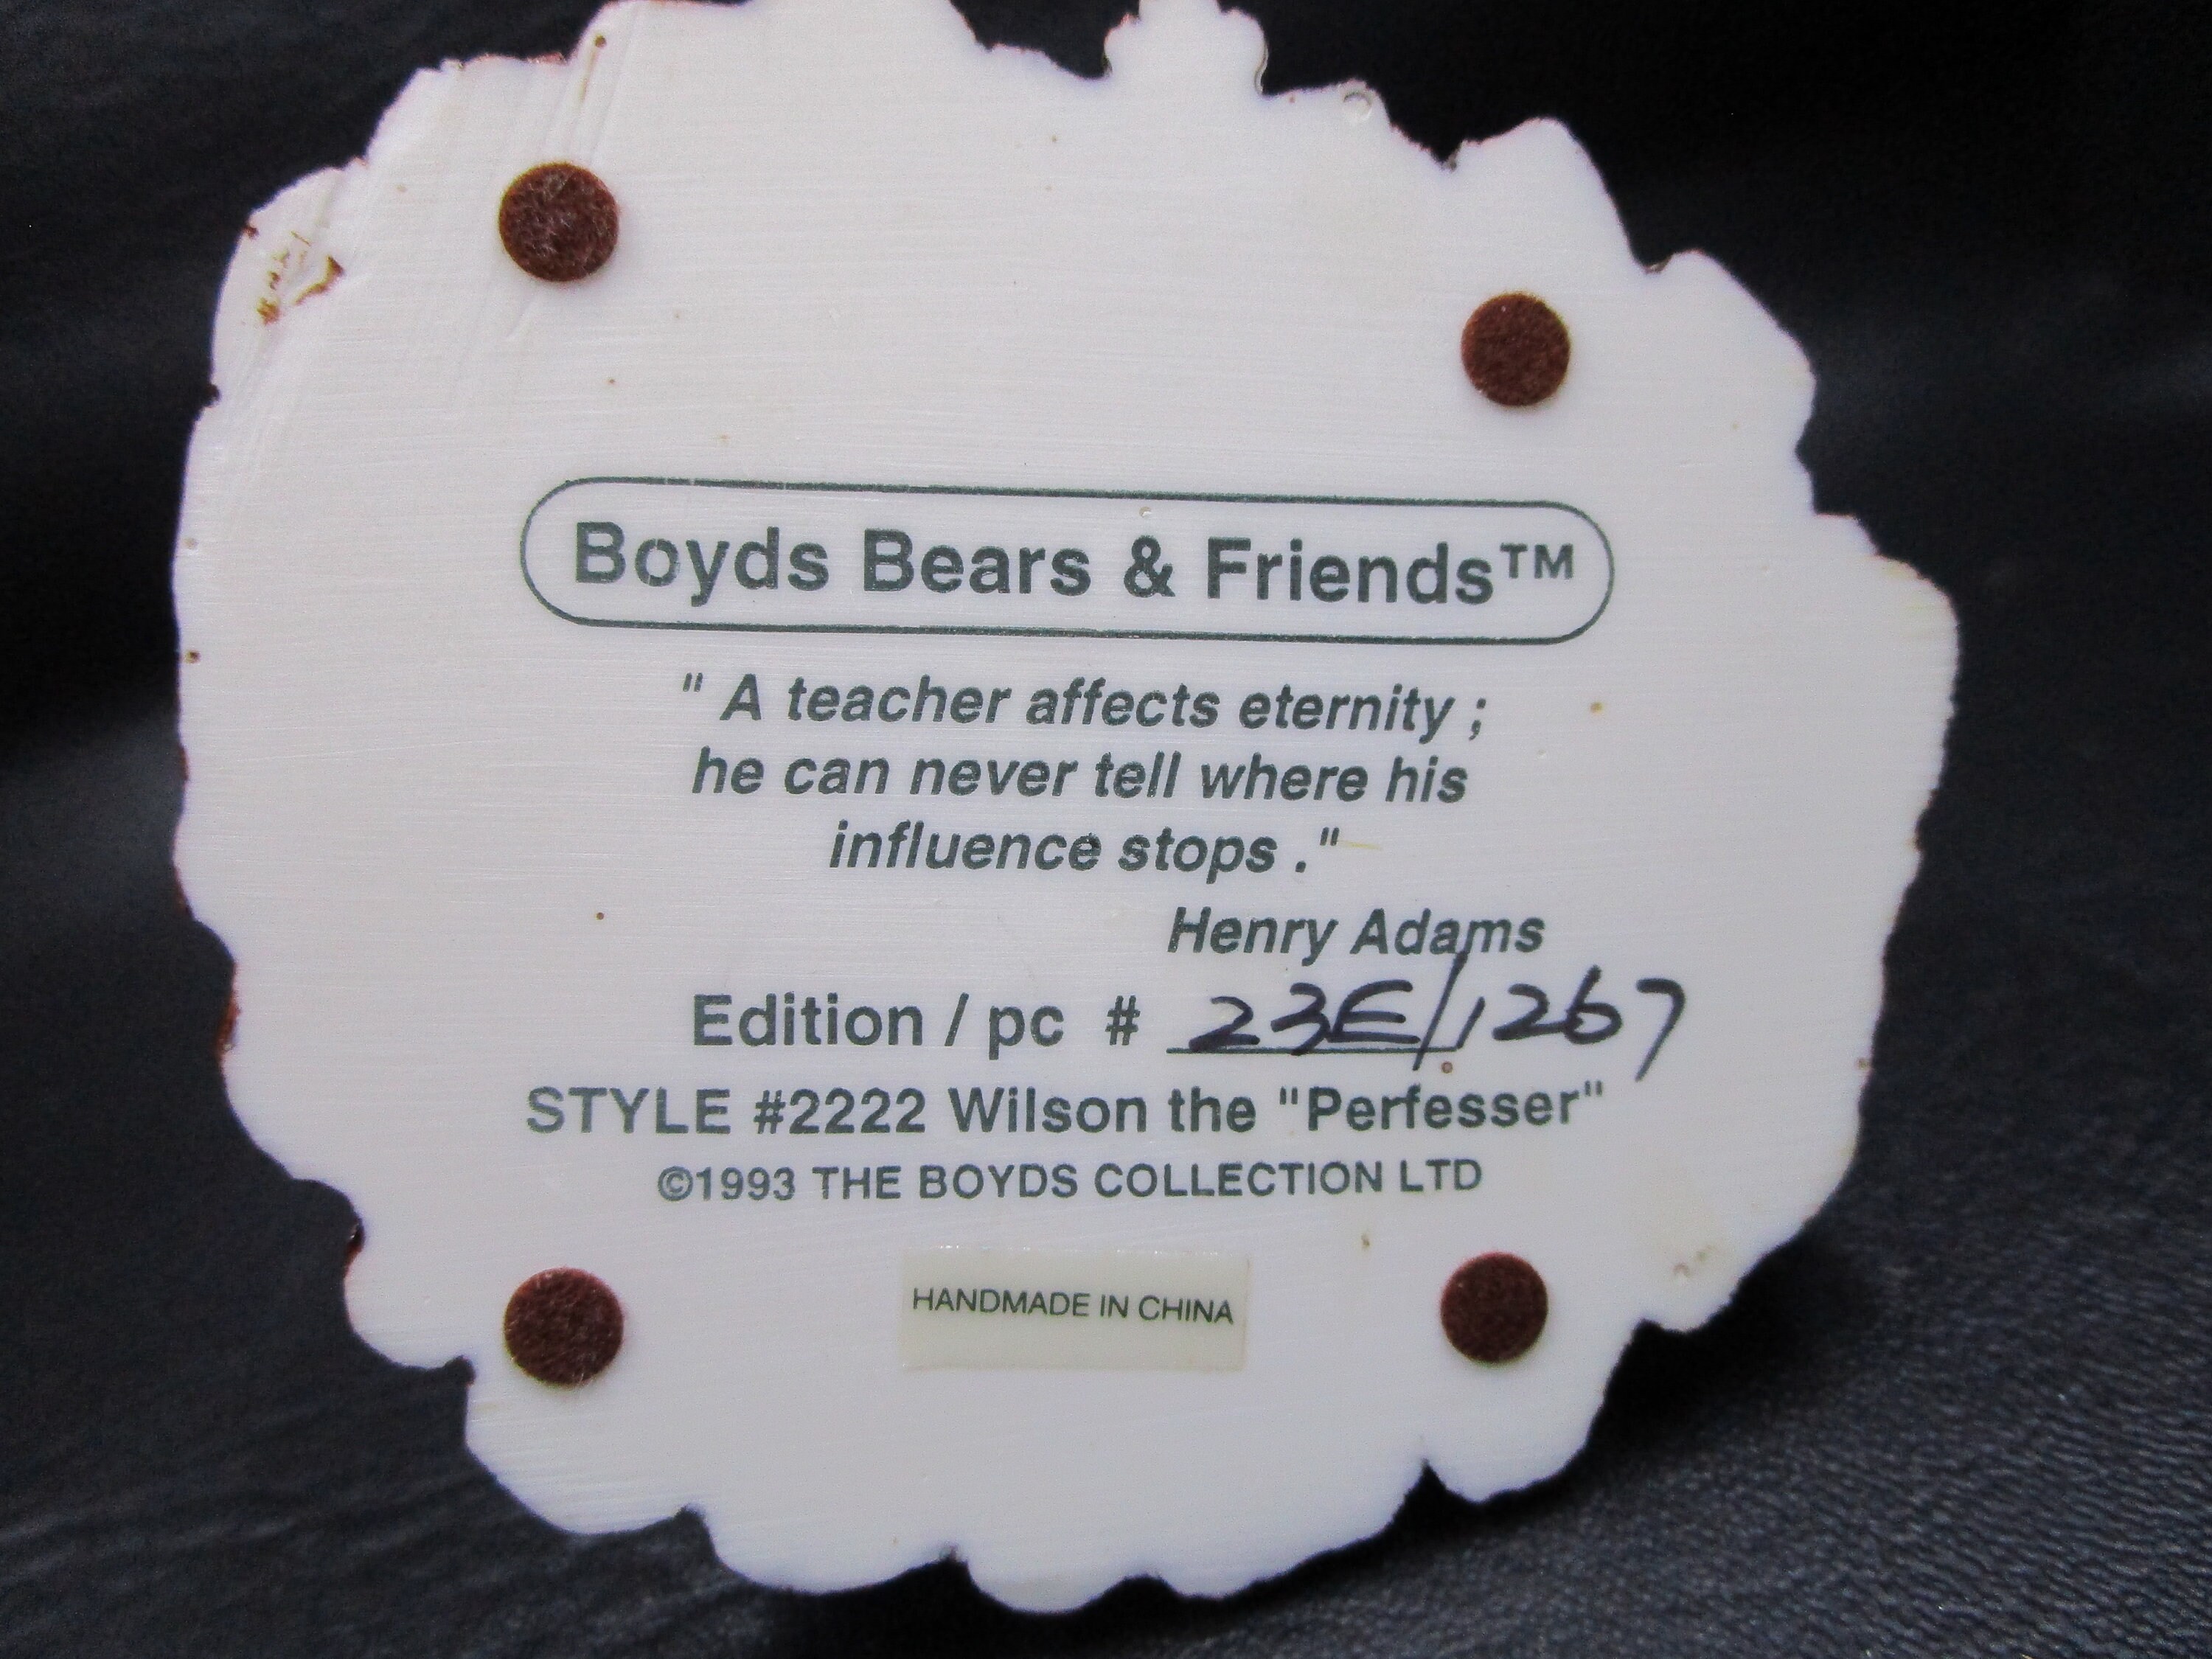 Boyds Bears & Friends™
" A teacher affects eternity ;
he can never tell where his
influence stops ."
Henry Adams
Edition / pc # 23E/1267
STYLE #2222 Wilson the "Perfesser"
©1993 THE BOYDS COLLECTION LTD
HANDMADE IN CHINA